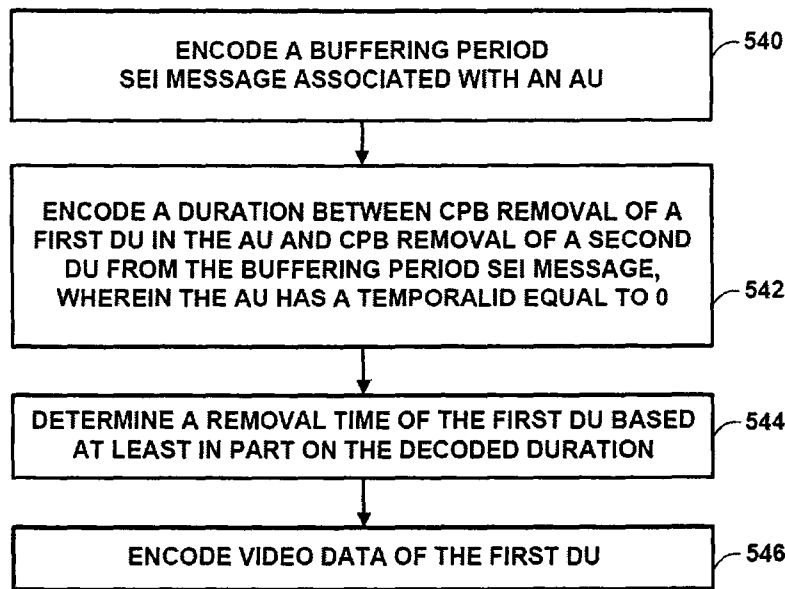 ENCODE A BUFFERING PERIOD
SEI MESSAGE ASSOCIATED WITH AN AU
540
ENCODE A DURATION BETWEEN CPB REMOVAL OF A
FIRST DU IN THE AU AND CPB REMOVAL OF A SECOND
DU FROM THE BUFFERING PERIOD SEI MESSAGE,
WHEREIN THE AU HAS A TEMPORALID EQUAL TO 0
542
DETERMINE A REMOVAL TIME OF THE FIRST DU BASED
AT LEAST IN PART ON THE DECODED DURATION
544
ENCODE VIDEO DATA OF THE FIRST DU
546